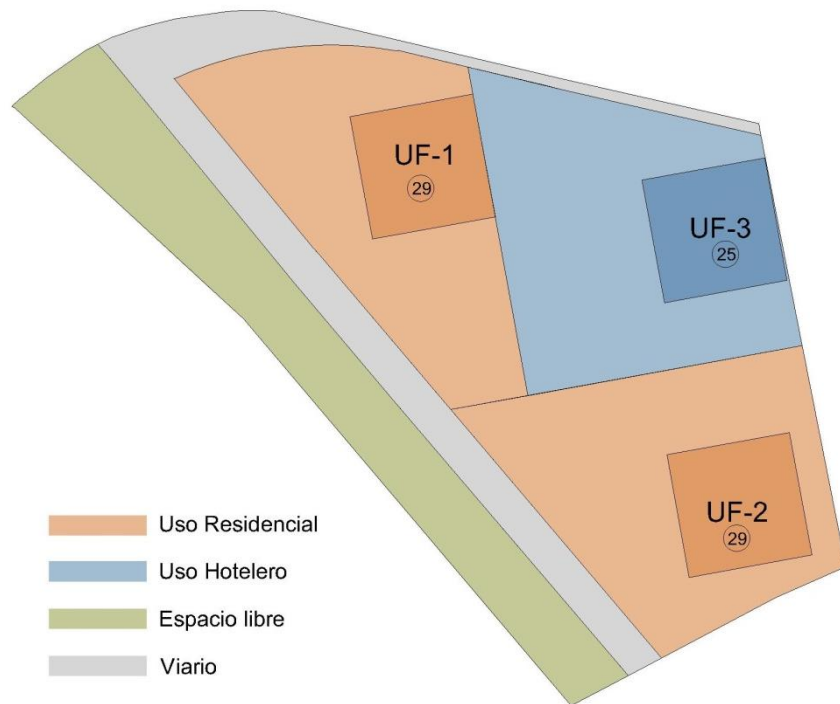 UF-1
29
UF-3
25
UF-2
29
Uso Residencial
Uso Hotelero
Espacio libre
Viario